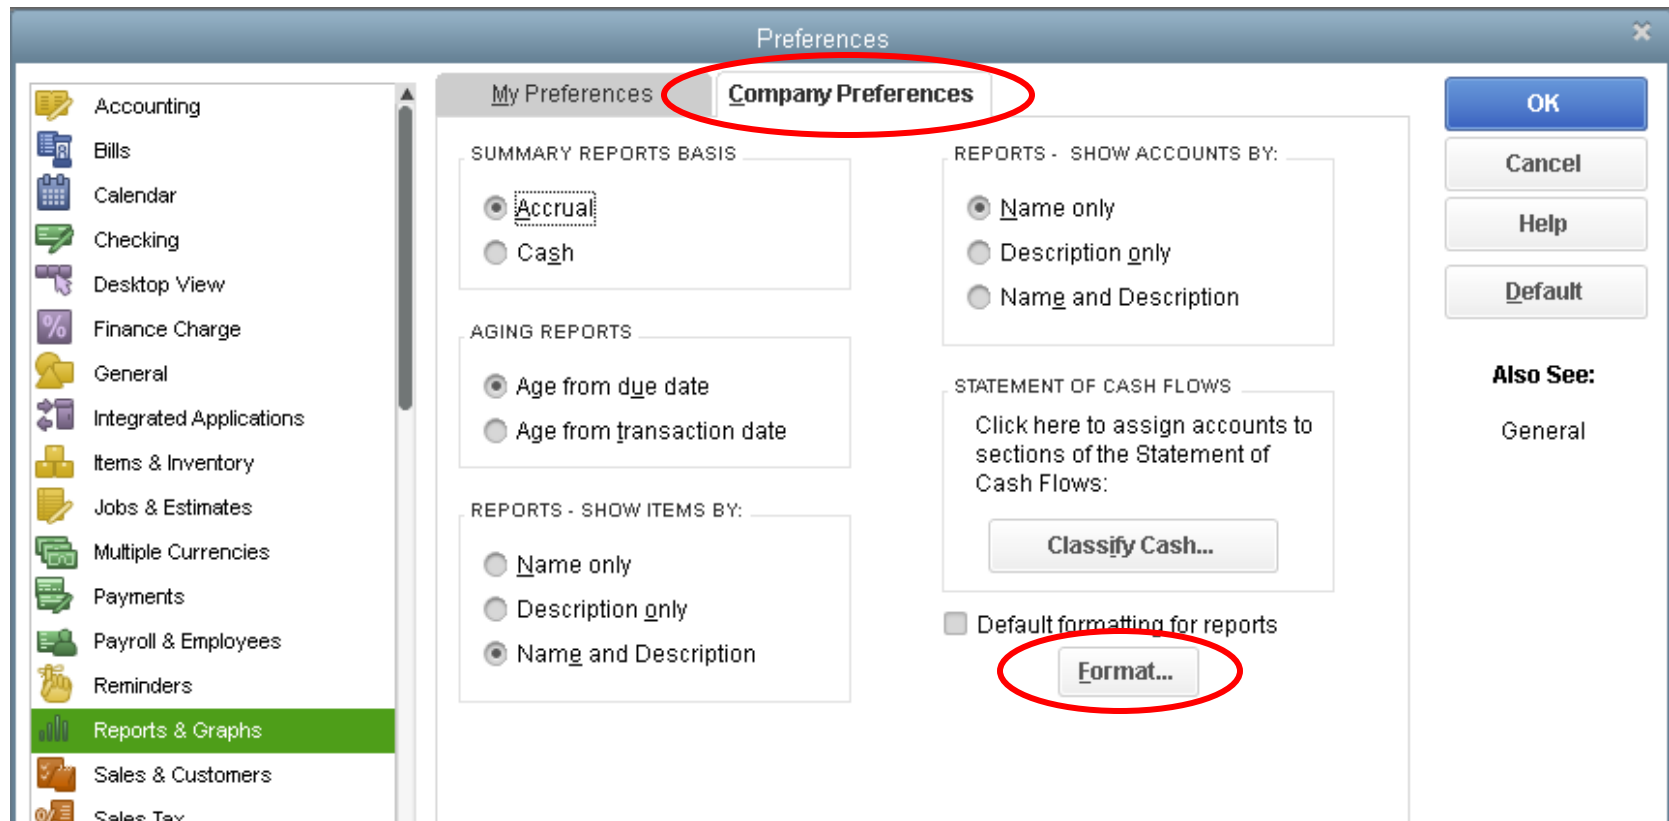 Preferences
Accounting
Bills
Calendar
Checking
Desktop View
Finance Charge
General
Integrated Applications
Items & Inventory
Jobs & Estimates
Multiple Currencies
Payments
Payroll & Employees
Reminders
Reports & Graphs
Sales & Customers
Sales Tax
My Preferences
Company Preferences
SUMMARY REPORTS BASIS
Accrual
Cash
AGING REPORTS
Age from due date
Age from transaction date
REPORTS - SHOW ITEMS BY:
Name only
Description only
Name and Description
REPORTS - SHOW ACCOUNTS BY:
Name only
Description only
Name and Description
STATEMENT OF CASH FLOWS
Click here to assign accounts to
sections of the Statement of
Cash Flows:
Classify Cash...
Default formatting for reports
Format...
OK
Cancel
Help
Default
Also See:
General